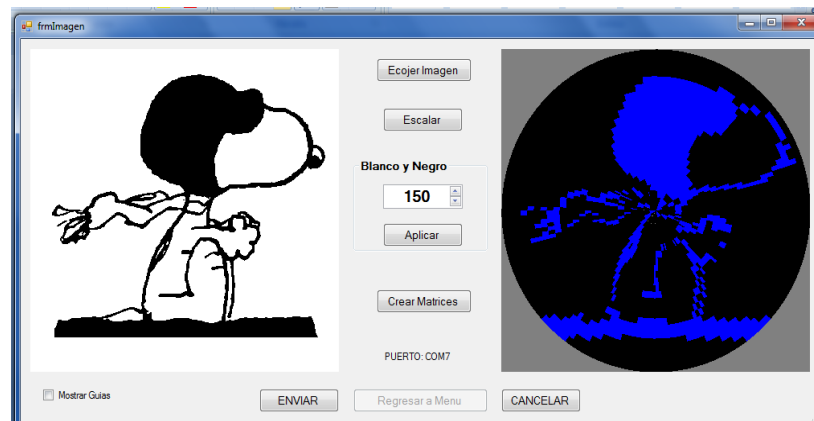 frmImagen
Ecojer Imagen
Escalar
Blanco y Negro
150
Aplicar
Crear Matrices
PUERTO: COM7
Mostrar Guias
ENVIAR
Regresar a Menu
CANCELAR